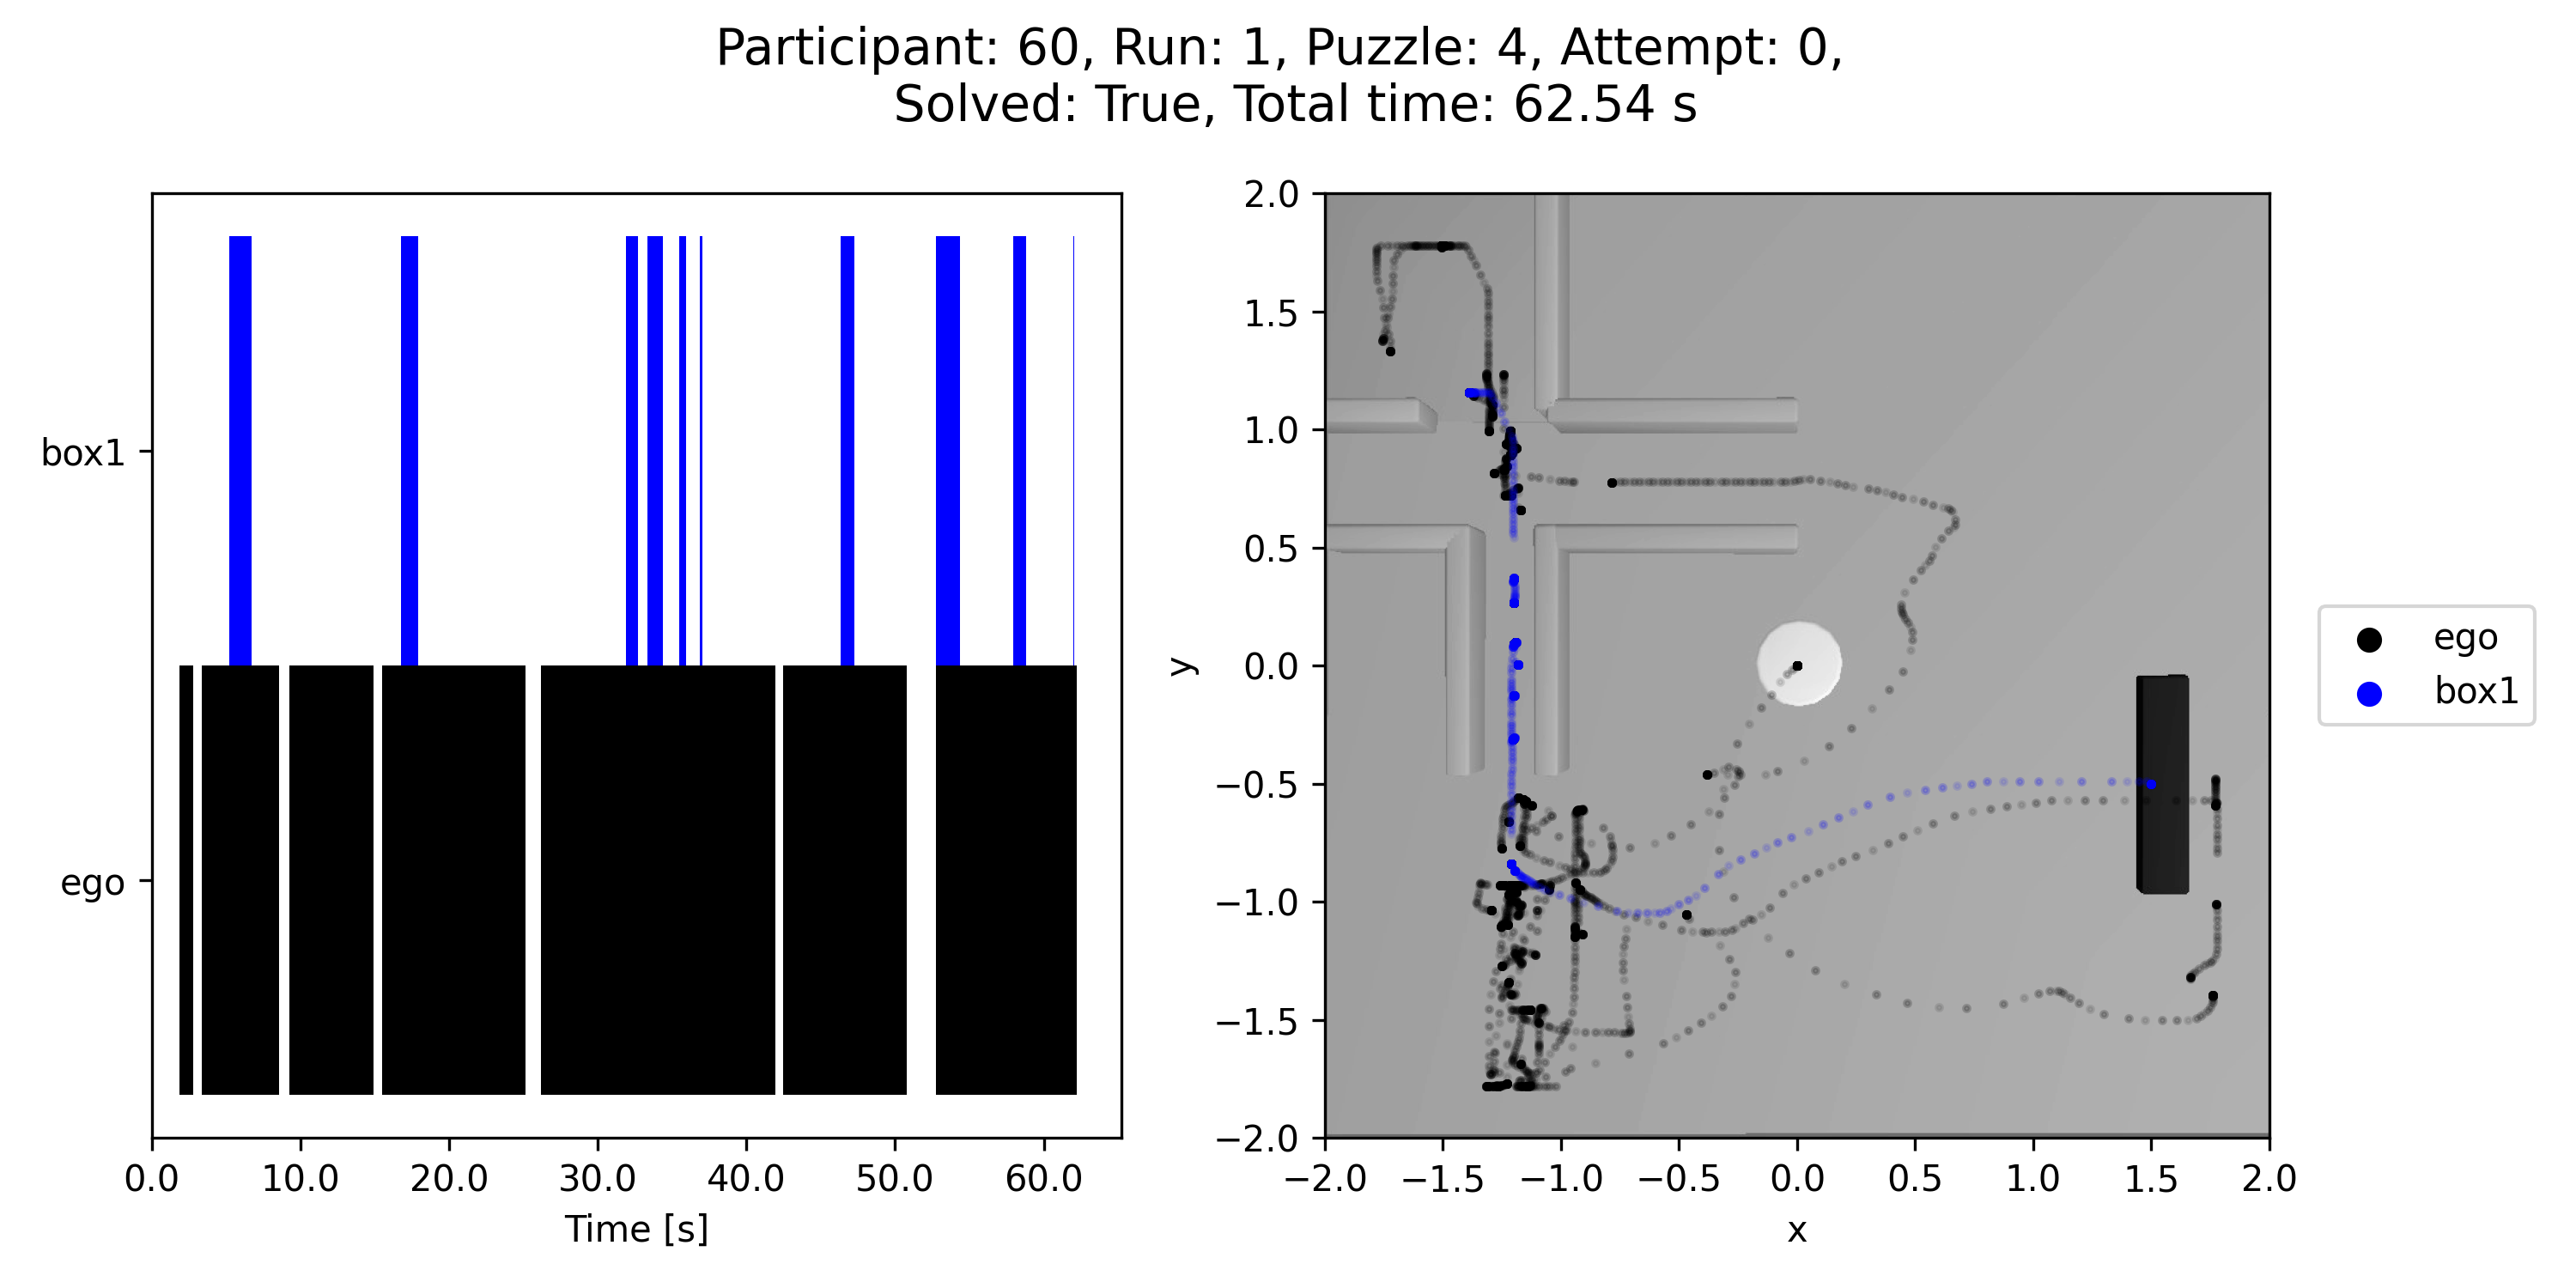 Participant: 60, Run: 1, Puzzle: 4, Attempt: 0,
Solved: True, Total time: 62.54 s
box1
ego
0.0 10.0 20.0 30.0 40.0 50.0 60.0
Time [s]
2.0
1.5
1.0
0.5
0.0
−0.5
−1.0
−1.5
−2.0
y
−2.0 −1.5 −1.0 −0.5 0.0 0.5 1.0 1.5 2.0
x
ego
box1